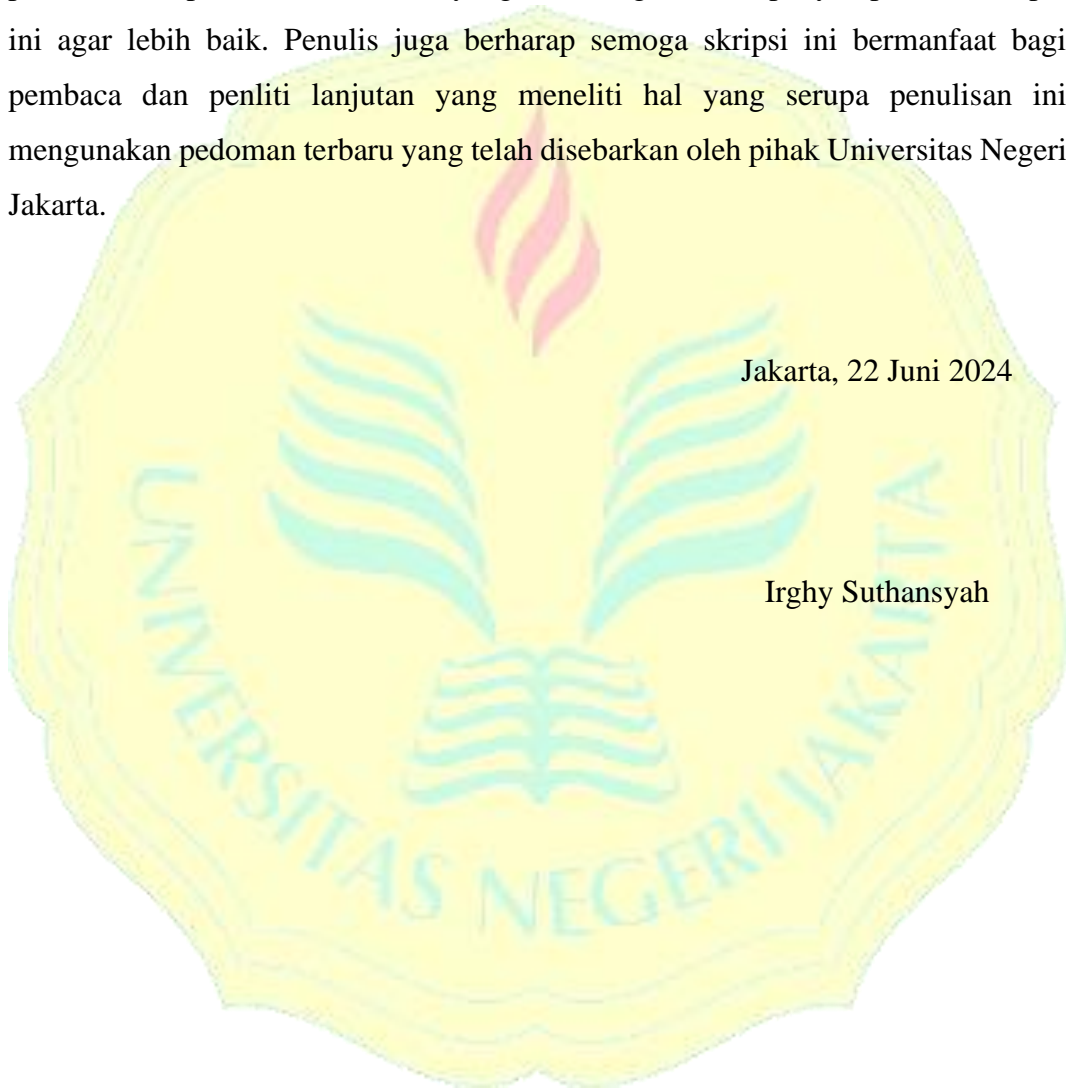 ini agar lebih baik. Penulis juga berharap semoga skripsi ini bermanfaat bagi
pembaca dan penliti lanjutan yang meneliti hal yang serupa penulisan ini
mengunakan pedoman terbaru yang telah disebarkan oleh pihak Universitas Negeri
Jakarta.
Jakarta, 22 Juni 2024
Irghy Suthansyah
UNIVERSITAS NEGERI JAKARTA